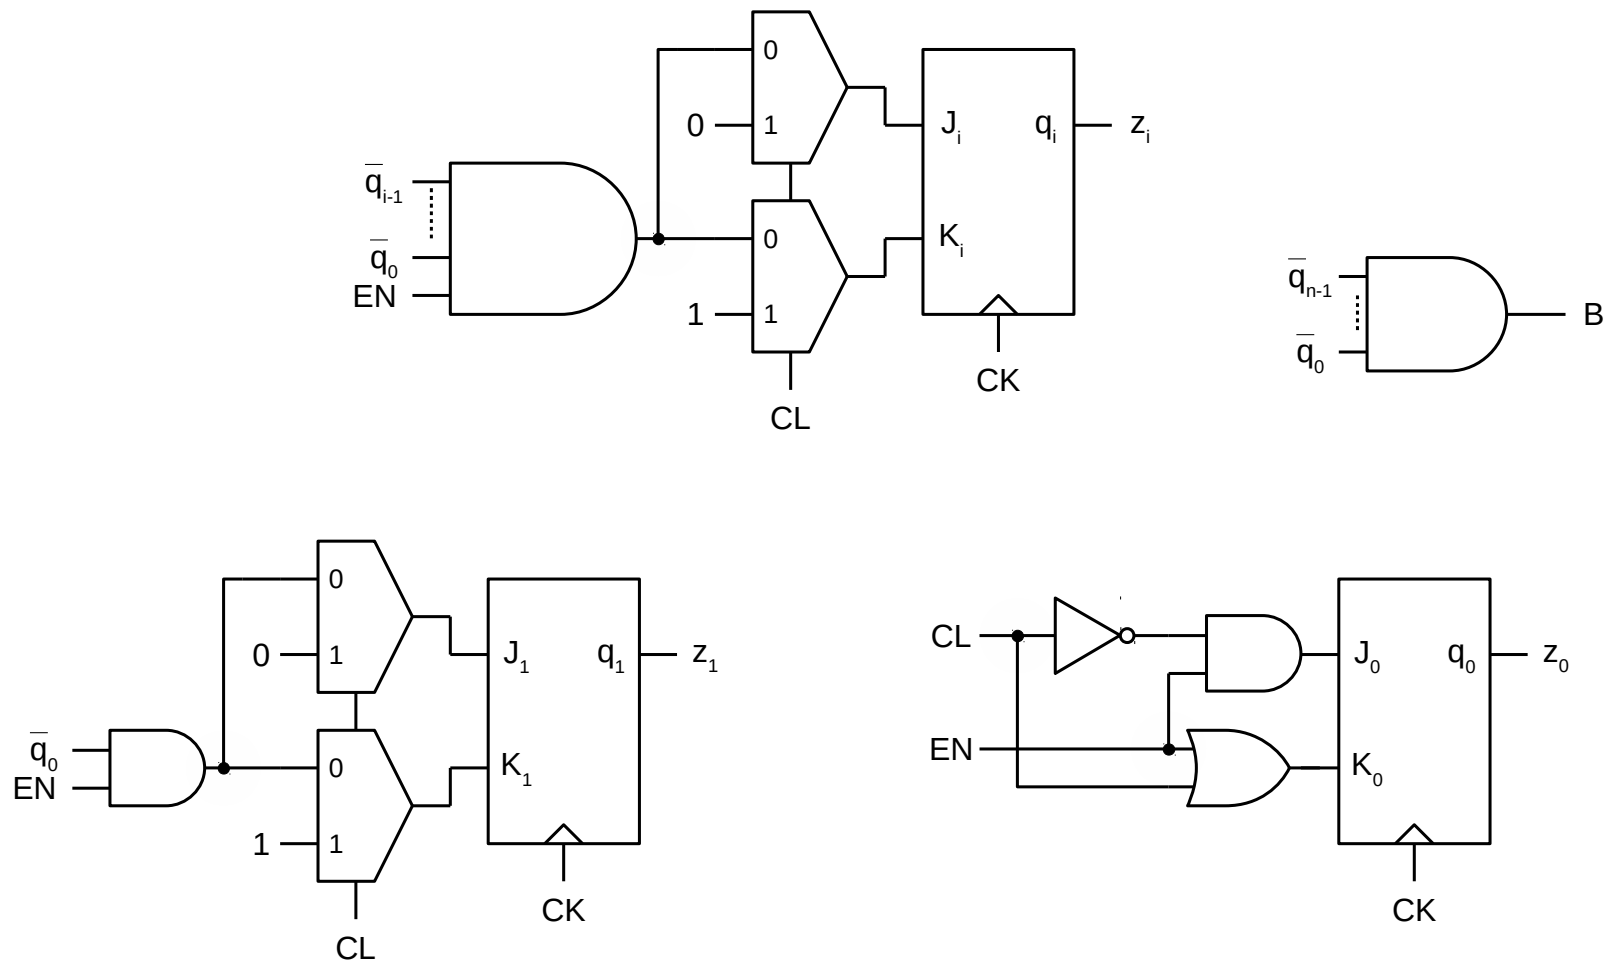 0
0 1
J_i q_i z_i
q̅_i-1
q̅_0
EN
0
1 1
K_i
CK
CL
q̅_n-1
q̅_0
B
0
0 1
J_1 q_1 z_1
q̅_0
EN
0
1 1
K_1
CK
CL
CL
EN
J_0 q_0 z_0
K_0
CK